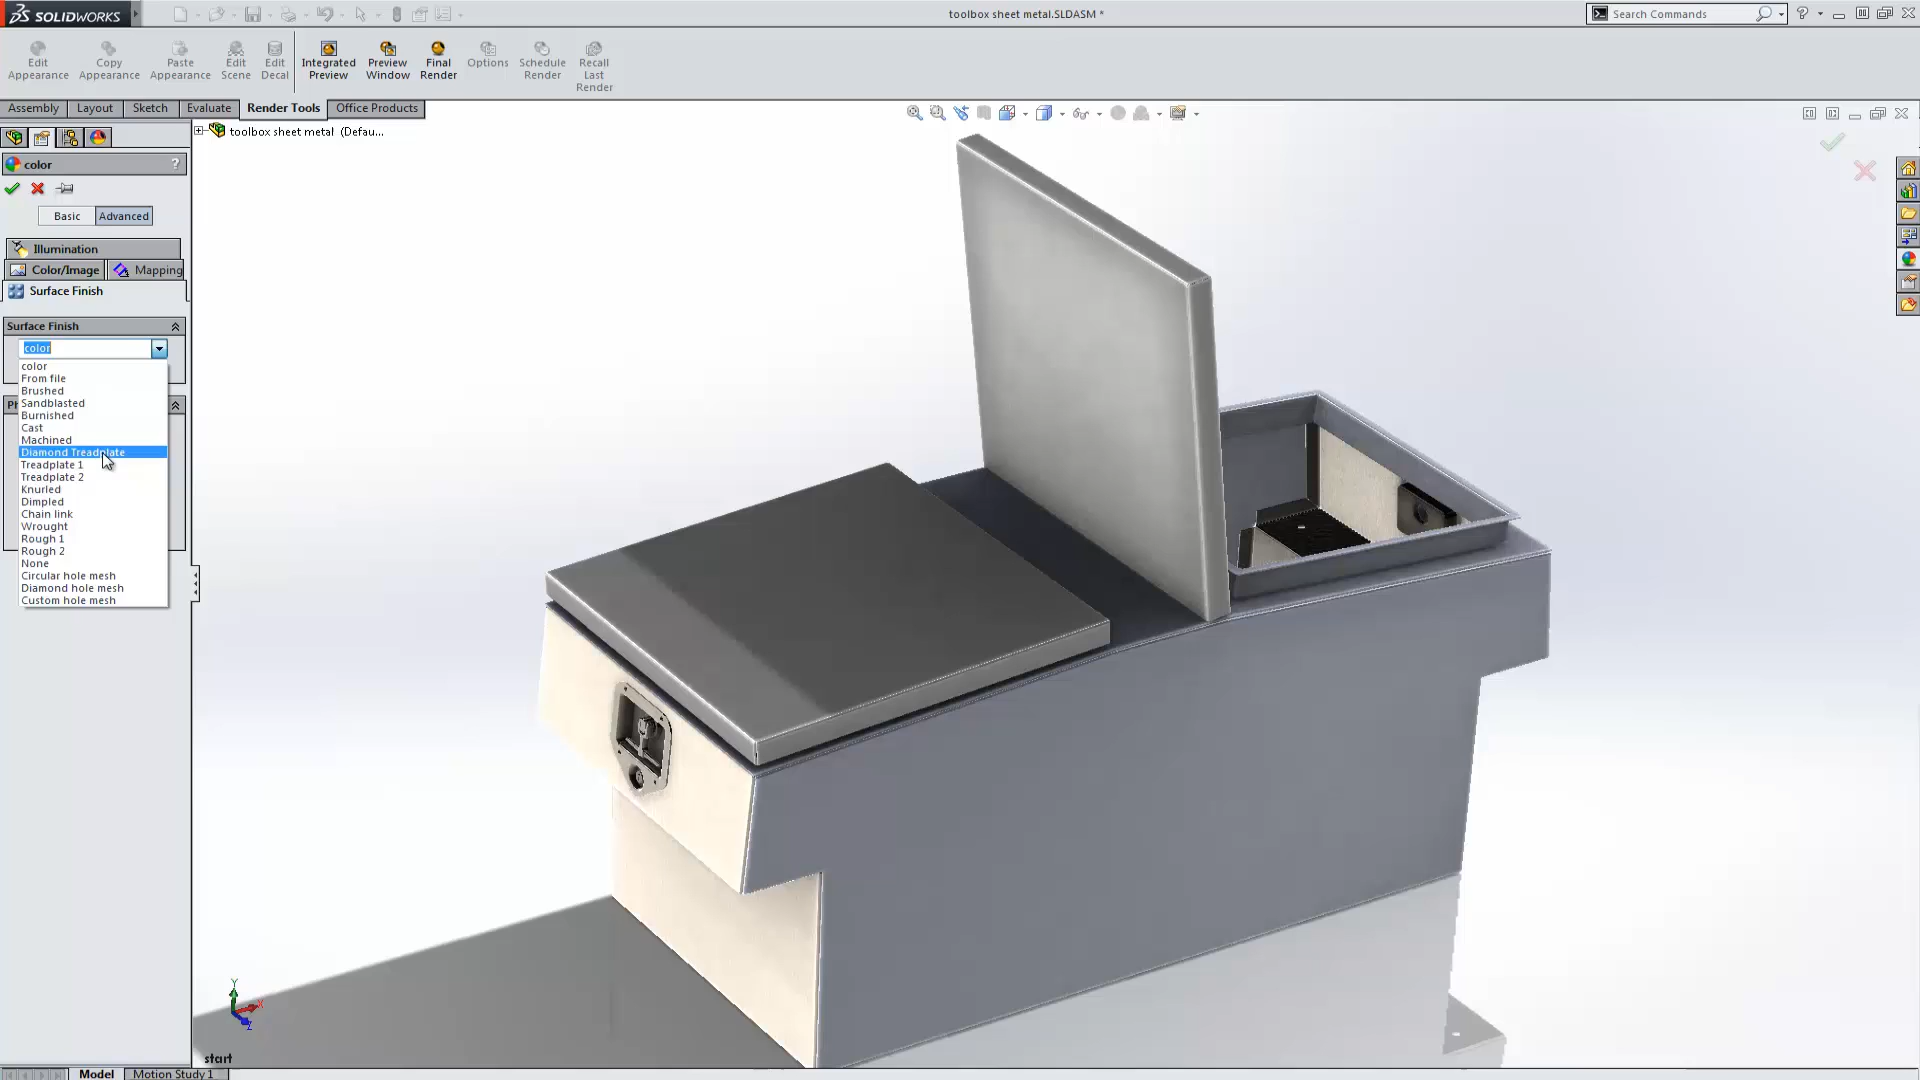 SOLIDWORKS
toolbox sheet metal.SLDASM *
Search Commands
?
Edit Appearance
Copy Appearance
Paste Appearance
Edit Scene
Edit Decal
Integrated Preview
Preview Window
Final Render
Options
Schedule Render
Recall Last Render
Assembly
Layout
Sketch
Evaluate
Render Tools
Office Products
toolbox sheet metal (Defau...
color
?
Basic
Advanced
Illumination
Color/Image
Mapping
Surface Finish
Surface Finish
color
color
From file
Brushed
Sandblasted
Burnished
Cast
Machined
Diamond Treadplate
Treadplate 1
Treadplate 2
Knurled
Dimpled
Chain link
Wrought
Rough 1
Rough 2
None
Circular hole mesh
Diamond hole mesh
Custom hole mesh
Y
X
Z
start
Model
Motion Study 1